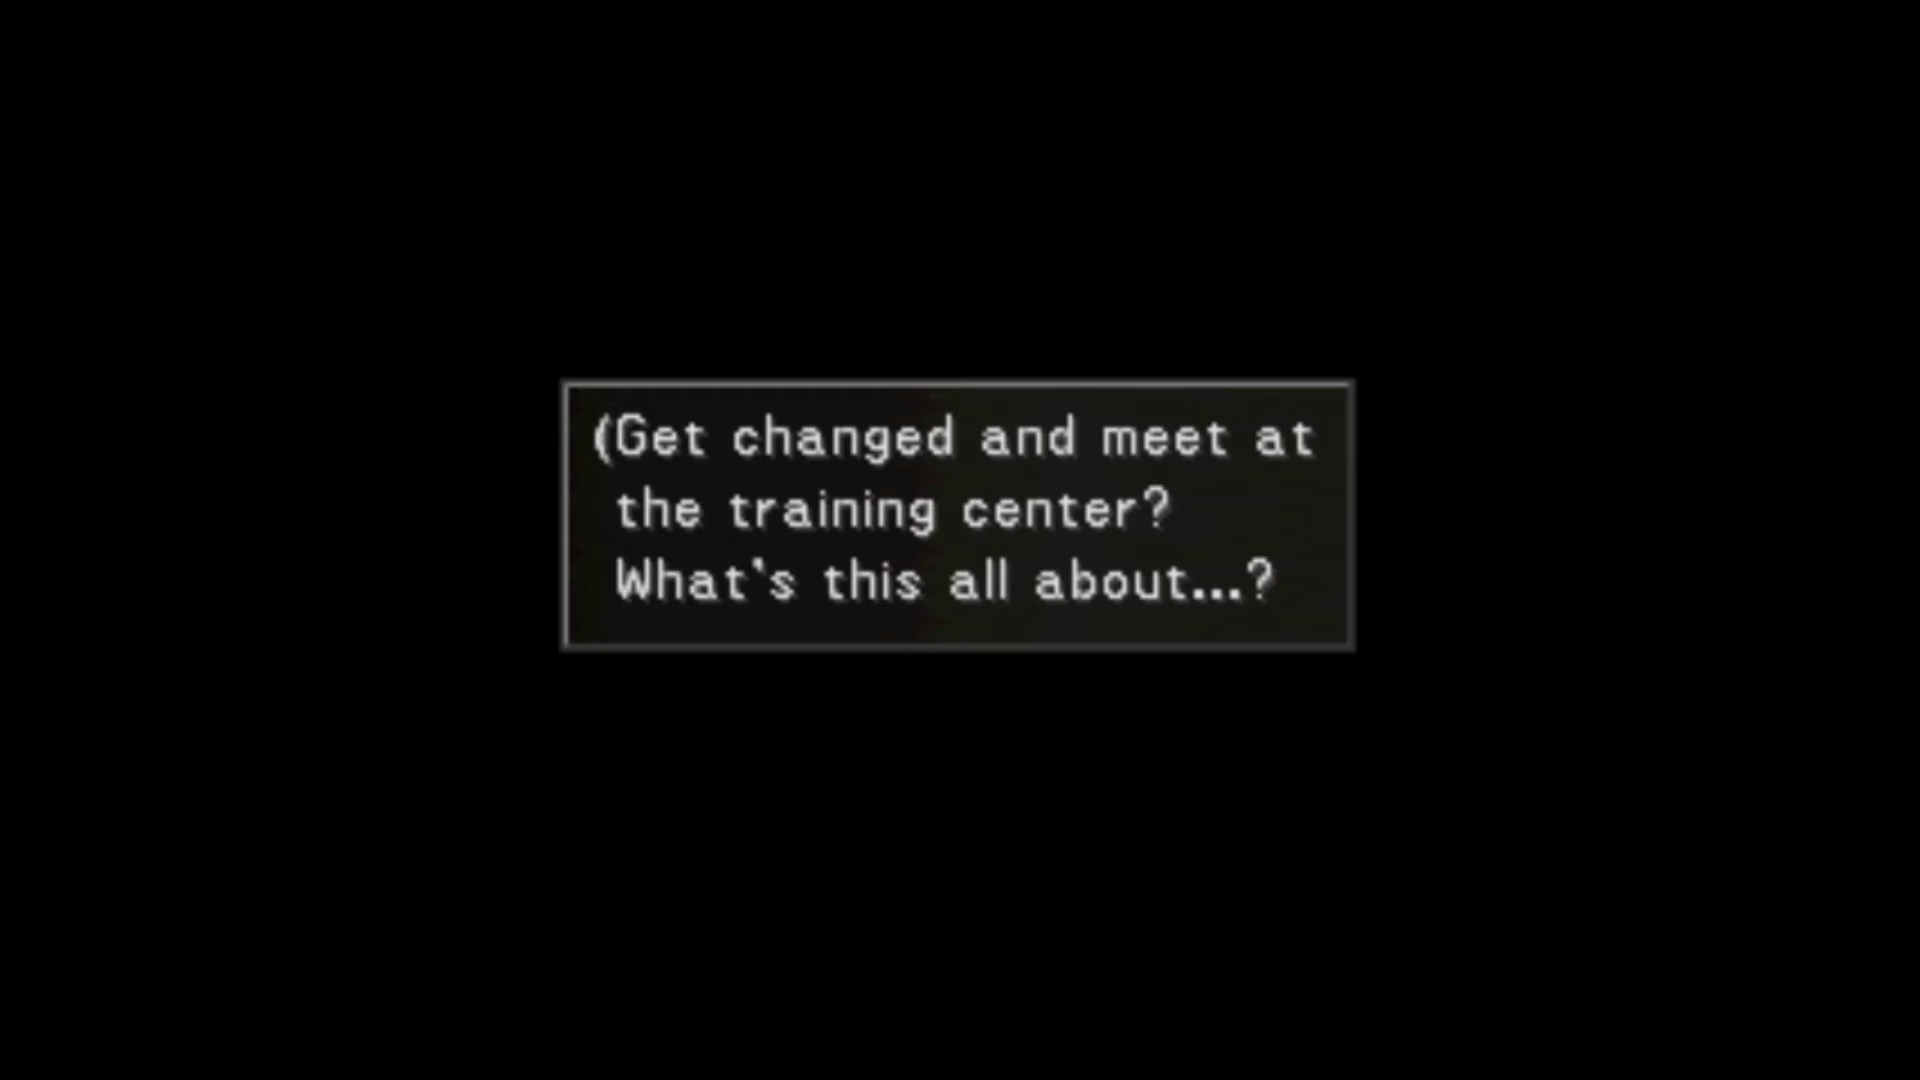 (Get changed and meet at
the training center?
What's this all about...?